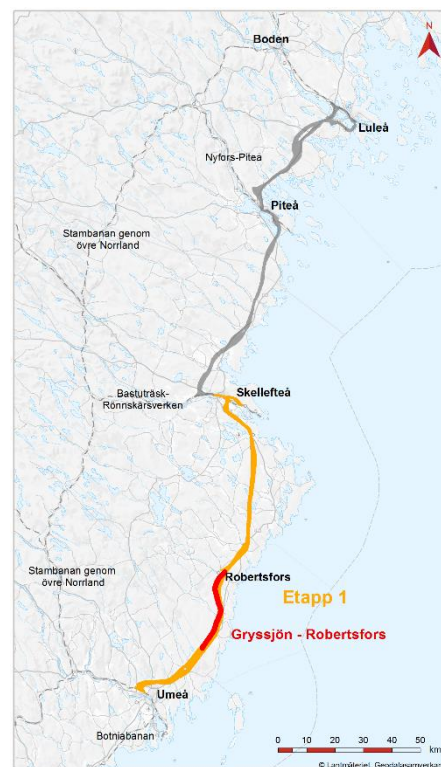 N
Boden
Luleå
Nyfors-Pitea
Piteå
Stambanan genom
övre Norrland
Skellefteå
Bastuträsk-
Rönnskärsverken
Stambanan genom
övre Norrland
Robertsfors
Etapp 1
Gryssjön - Robertsfors
Umeå
Botniabanan
0 10 20 30 40 50
km
© Lantmäteriet, Geodatasamverkan